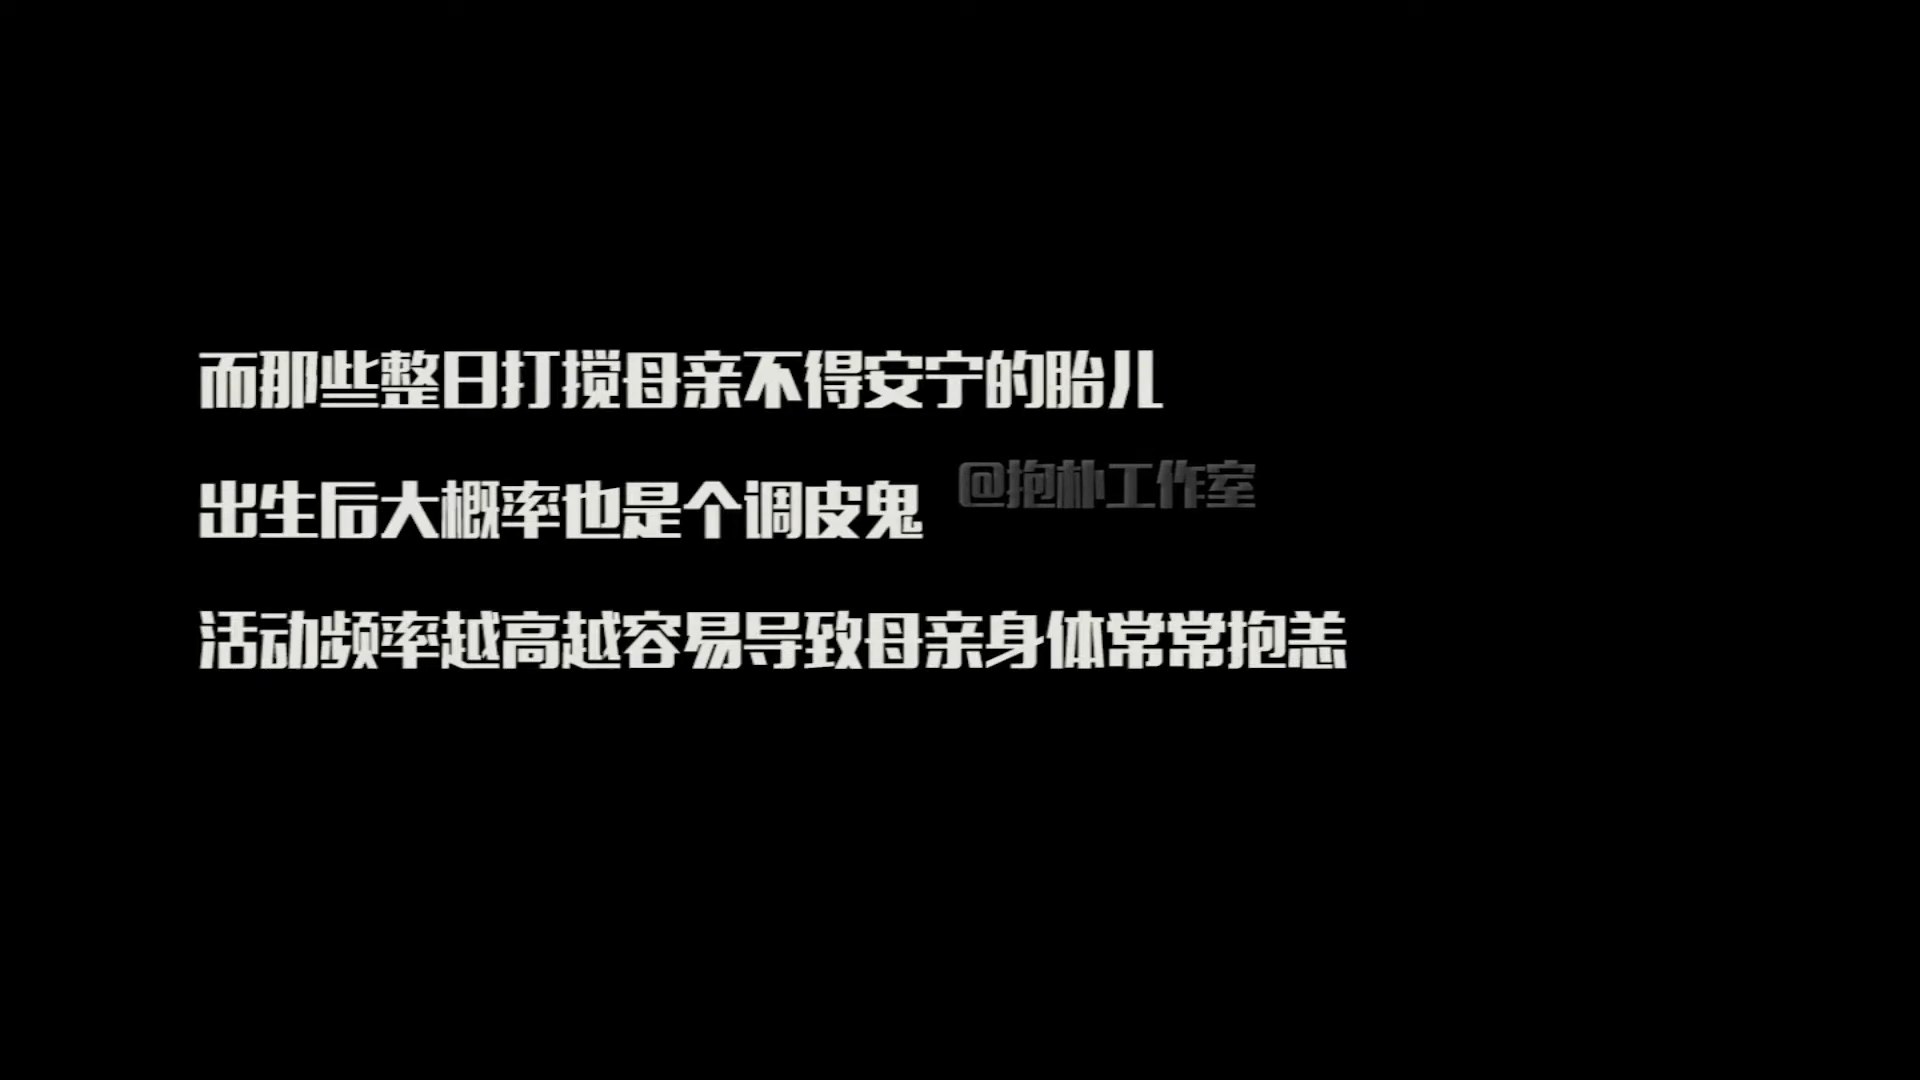 而那些整日打搅母亲不得安宁的胎儿
出生后大概率也是个调皮鬼
@抱朴工作室
活动频率越高越容易导致母亲身体常常抱恙